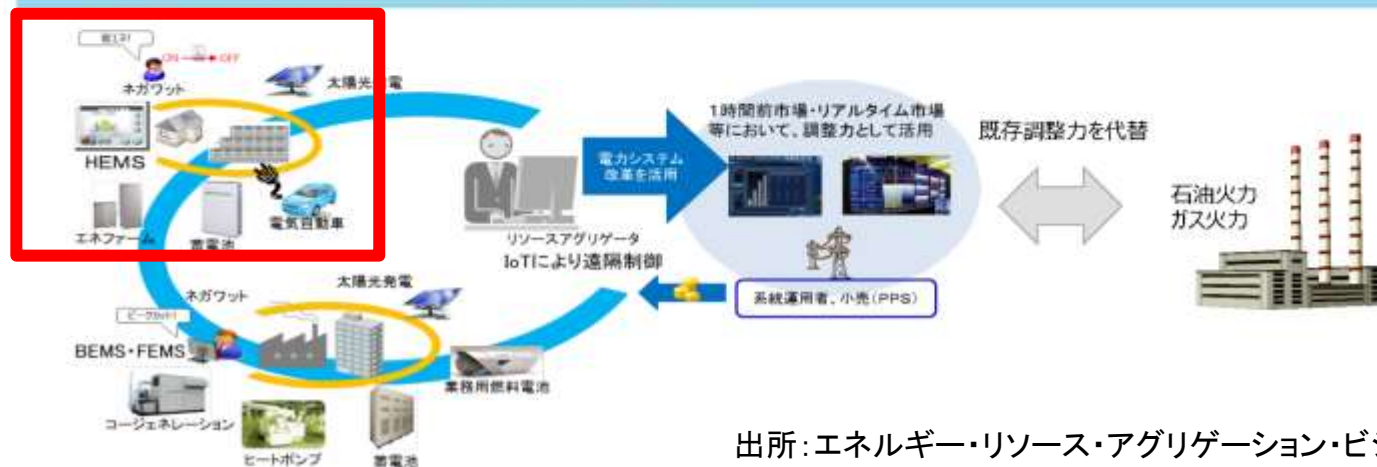 省エネ!
ON
OFF
ネガワット
太陽光発電
HEMS
エネファーム
蓄電池
電気自動車
リソースアグリゲータ
IoTにより遠隔制御
電力システム
改革を活用
1時間前市場・リアルタイム市場
等において、調整力として活用
系統運用者、小売(PPS)
既存調整力を代替
石油火力
ガス火力
ネガワット
太陽光発電
ピークカット!
BEMS・FEMS
業務用燃料電池
コージェネレーション
ヒートポンプ
蓄電池
出所:エネルギー・リソース・アグリゲーション・ビジ